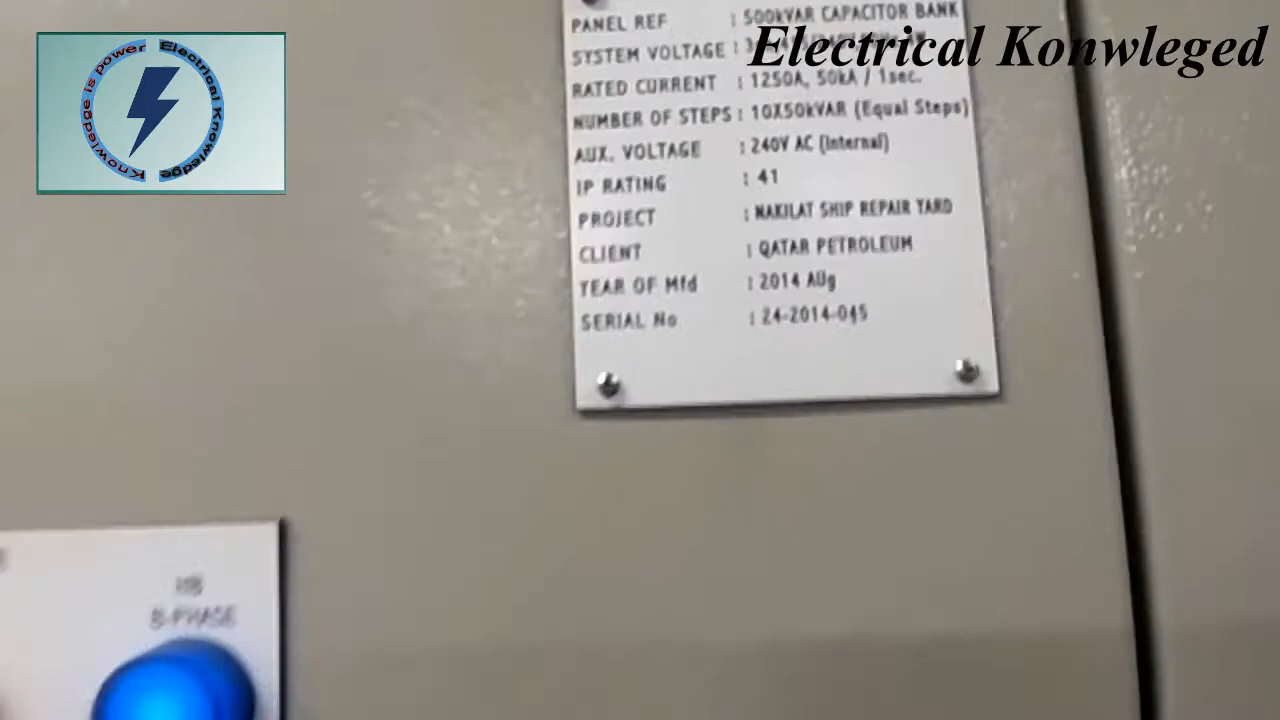 Knowledge is power
Electrical Knowledge
Electrical Konwleged
PANEL REF : 500kVAR CAPACITOR BANK
SYSTEM VOLTAGE :
RATED CURRENT : 1250A, 50kA / 1sec.
NUMBER OF STEPS : 10X50kVAR (Equal Steps)
AUX. VOLTAGE : 240V AC (Internal)
IP RATING : 41
PROJECT : NAKILAT SHIP REPAIR YARD
CLIENT : QATAR PETROLEUM
YEAR OF Mfd : 2014 AUg
SERIAL No : 24-2014-045
B-PHASE